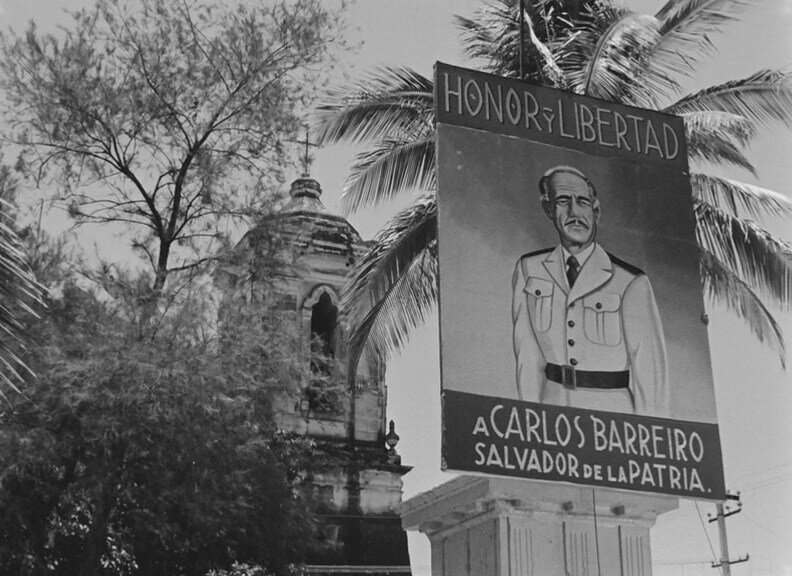 HONOR Y LIBERTAD
A CARLOS BARREIRO
SALVADOR DE LA PATRIA.